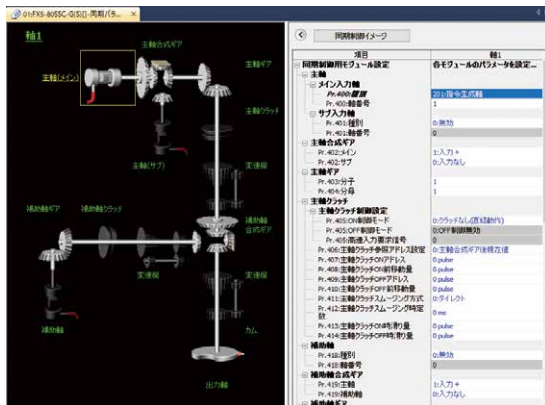 01:FX5-80SSC-G(S)[]-同期パラ...
軸1
主軸合成ギア
主軸ギア
主軸(メイン)
主軸クラッチ
主軸(サブ)
変速機
補助軸ギア
補助軸クラッチ
補助軸
合成ギア
変速機
変速機
補助軸
カム
出力軸
同期制御イメージ
項目 軸1
同期制御用モジュール設定 各モジュールのパラメータを設定...
主軸
メイン入力軸
Pr.400:種別 201:指令生成軸
Pr.400:軸番号 1
サブ入力軸
Pr.401:種別 0:無効
Pr.401:軸番号 0
主軸合成ギア
Pr.402:メイン 1:入力+
Pr.402:サブ 0:入力なし
主軸ギア
Pr.403:分子 1
Pr.404:分母 1
主軸クラッチ
主軸クラッチ制御設定
Pr.405:ON制御モード 0:クラッチなし(直結動作)
Pr.405:OFF制御モード 0:OFF制御無効
Pr.405:高速入力要求信号 0
Pr.406:主軸クラッチ参照アドレス設定 0:主軸合成ギア後現在値
Pr.407:主軸クラッチONアドレス 0 pulse
Pr.408:主軸クラッチON前移動量 0 pulse
Pr.409:主軸クラッチOFFアドレス 0 pulse
Pr.410:主軸クラッチOFF前移動量 0 pulse
Pr.411:主軸クラッチスムージング方式 0:ダイレクト
Pr.412:主軸クラッチスムージング時定数 0 ms
Pr.413:主軸クラッチON時滑り量 0 pulse
Pr.414:主軸クラッチOFF時滑り量 0 pulse
補助軸
Pr.418:種別 0:無効
Pr.418:軸番号 0
補助軸合成ギア
Pr.419:主軸 1:入力+
Pr.419:補助軸 0:入力なし
補助軸ギア